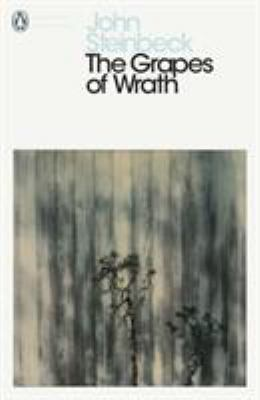 John
Steinbeck
The Grapes
of Wrath